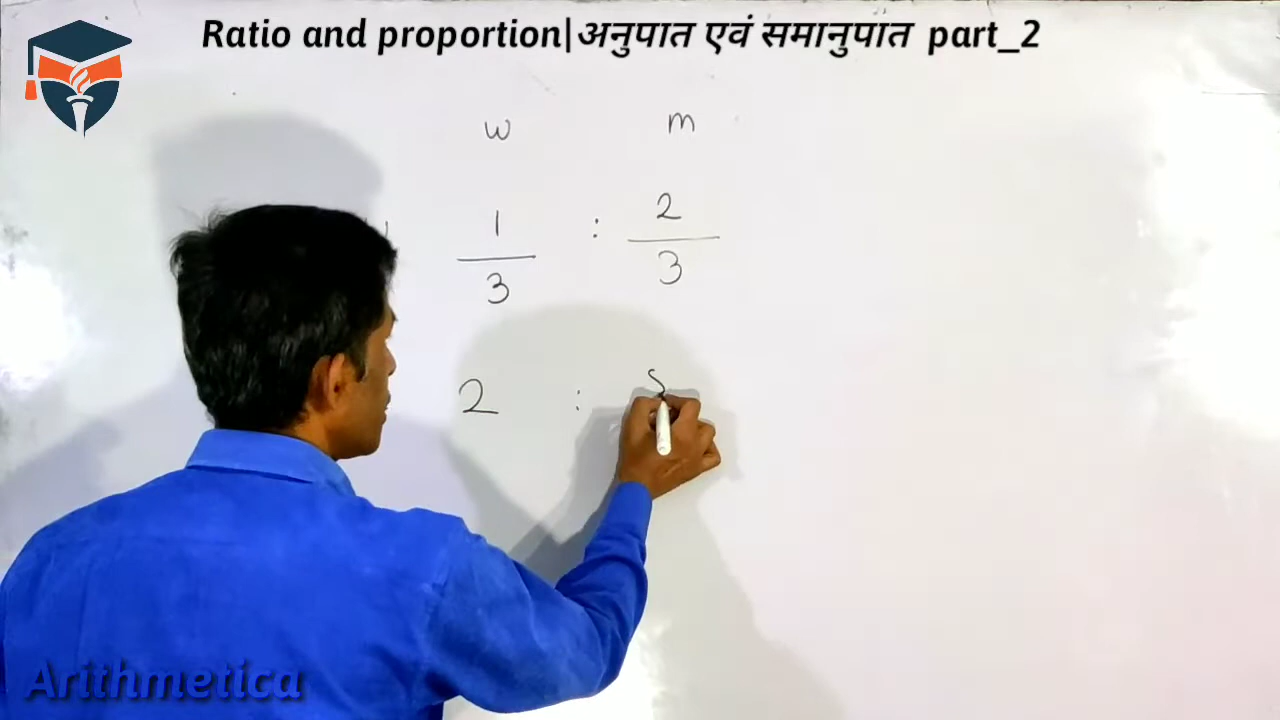 Ratio and proportion|अनुपात एवं समानुपात part_2
w m
1 : 2
3 3
2 :
Arithmetica